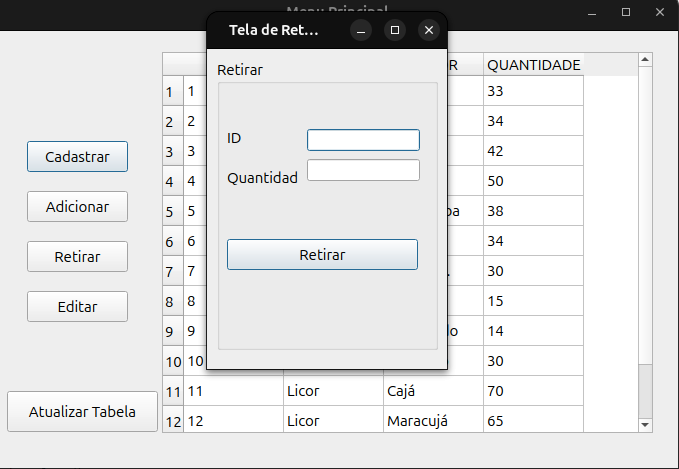 Menu Principal
Tela de Ret...
Retirar
ID
Quantidad
Retirar
Cadastrar
Adicionar
Retirar
Editar
Atualizar Tabela
R QUANTIDADE
1 1 33
2 2 34
3 3 42
4 4 50
5 5 ba 38
6 6 34
7 7 . 30
8 8 15
9 9 do 14
10 10 30
11 11 Licor Cajá 70
12 12 Licor Maracujá 65